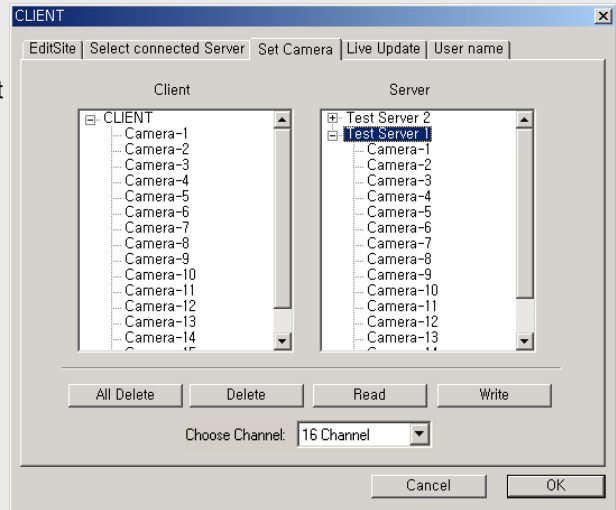 CLIENT
EditSite Select connected Server Set Camera Live Update User name
t
Client
CLIENT
Camera-1
Camera-2
Camera-3
Camera-4
Camera-5
Camera-6
Camera-7
Camera-8
Camera-9
Camera-10
Camera-11
Camera-12
Camera-13
Camera-14
Server
Test Server 2
Test Server 1
Camera-1
Camera-2
Camera-3
Camera-4
Camera-5
Camera-6
Camera-7
Camera-8
Camera-9
Camera-10
Camera-11
Camera-12
Camera-13
All Delete Delete Read Write
Choose Channel: 16 Channel
Cancel OK